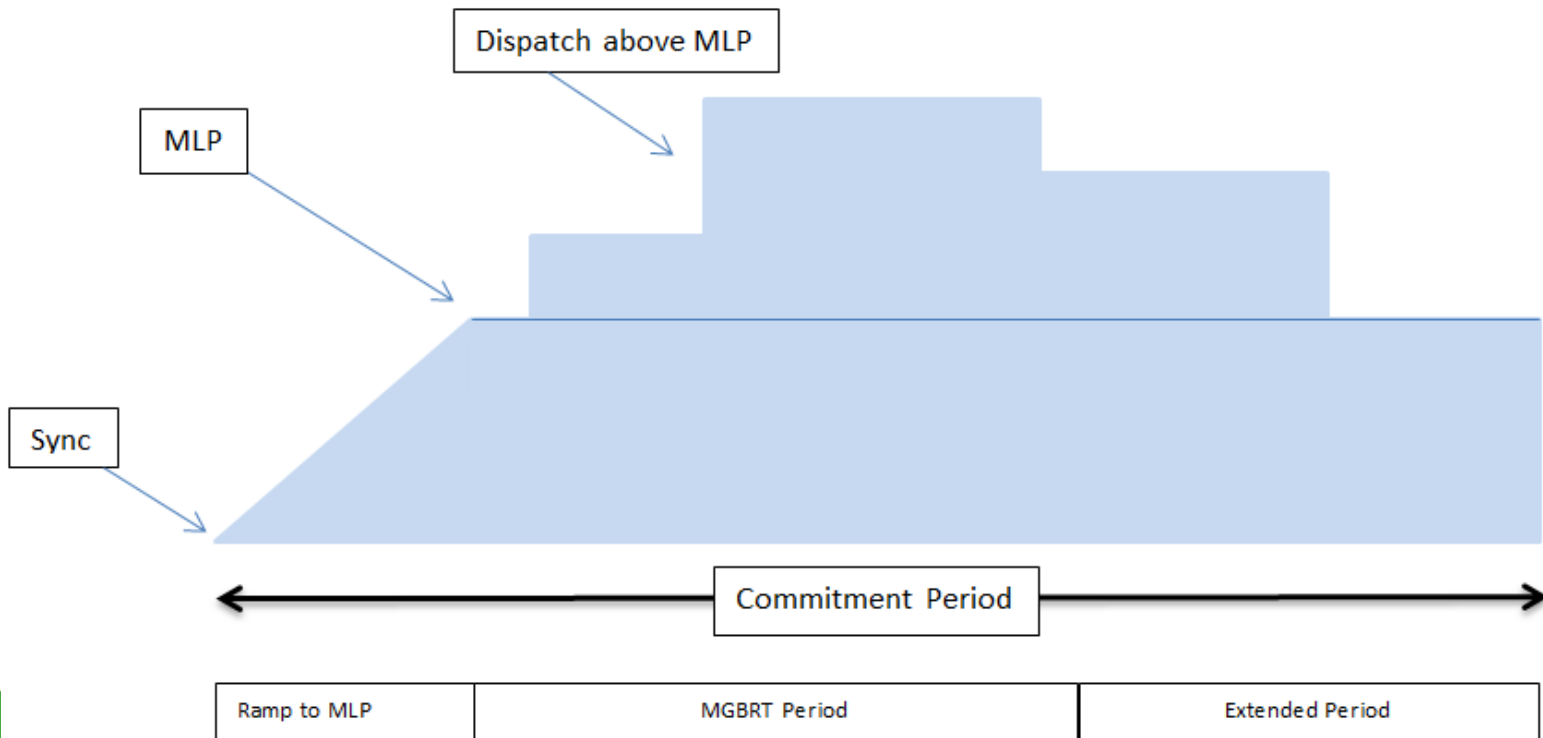 Dispatch above MLP
MLP
Sync
Commitment Period
Ramp to MLP
MGBRT Period
Extended Period